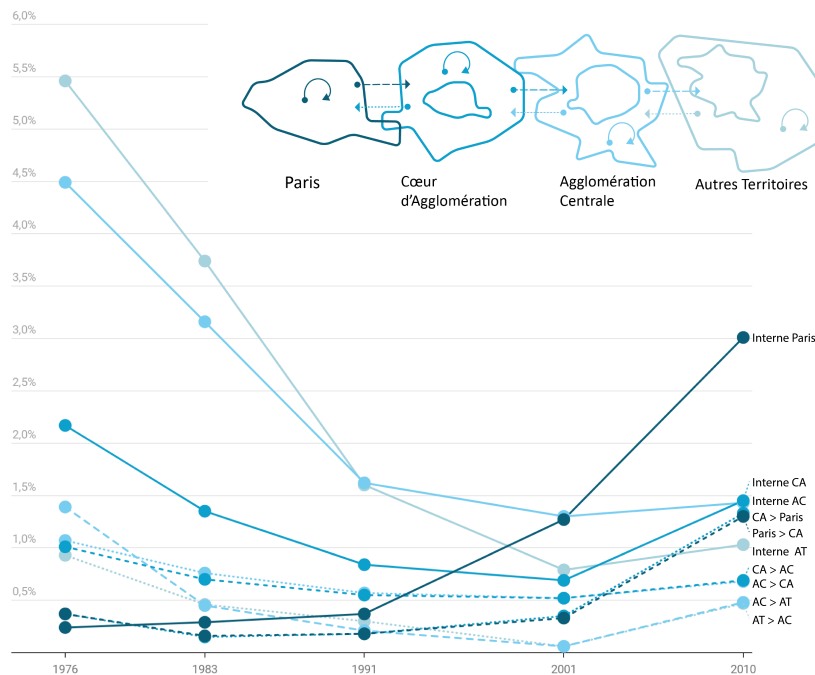 6,0%
5,5%
5,0%
4,5%
4,0%
3,5%
3,0%
2,5%
2,0%
1,5%
1,0%
0,5%
Paris
Cœur
d'Agglomération
Agglomération
Centrale
Autres Territoires
Interne Paris
Interne CA
Interne AC
CA > Paris
Paris > CA
Interne AT
CA > AC
AC > CA
AC > AT
AT > AC
1976
1983
1991
2001
2010